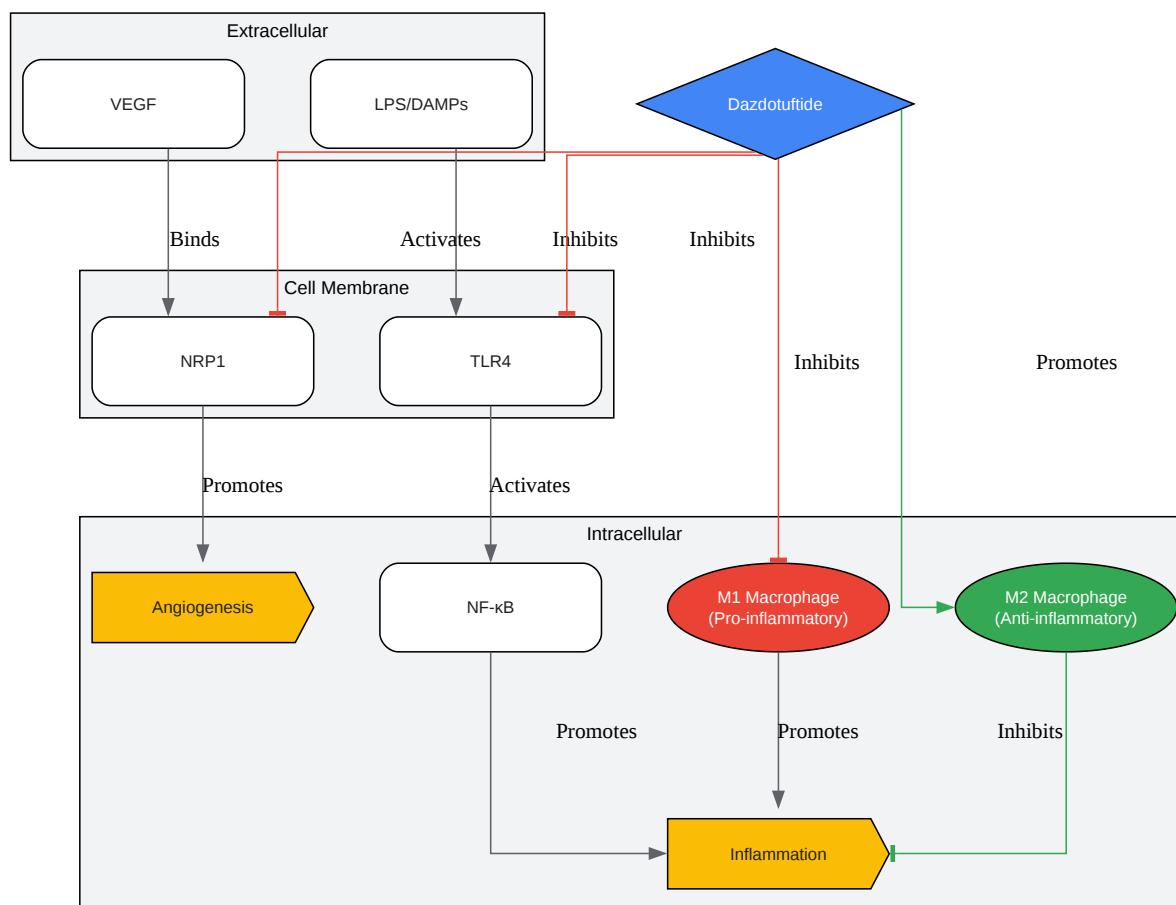 Extracellular
VEGF
LPS/DAMPs
Dazdotuftide
Binds
Activates
Inhibits
Inhibits
Cell Membrane
NRP1
TLR4
Inhibits
Promotes
Promotes
Activates
Intracellular
Angiogenesis
NF-κB
M1 Macrophage
(Pro-inflammatory)
M2 Macrophage
(Anti-inflammatory)
Promotes
Promotes
Inhibits
Inflammation